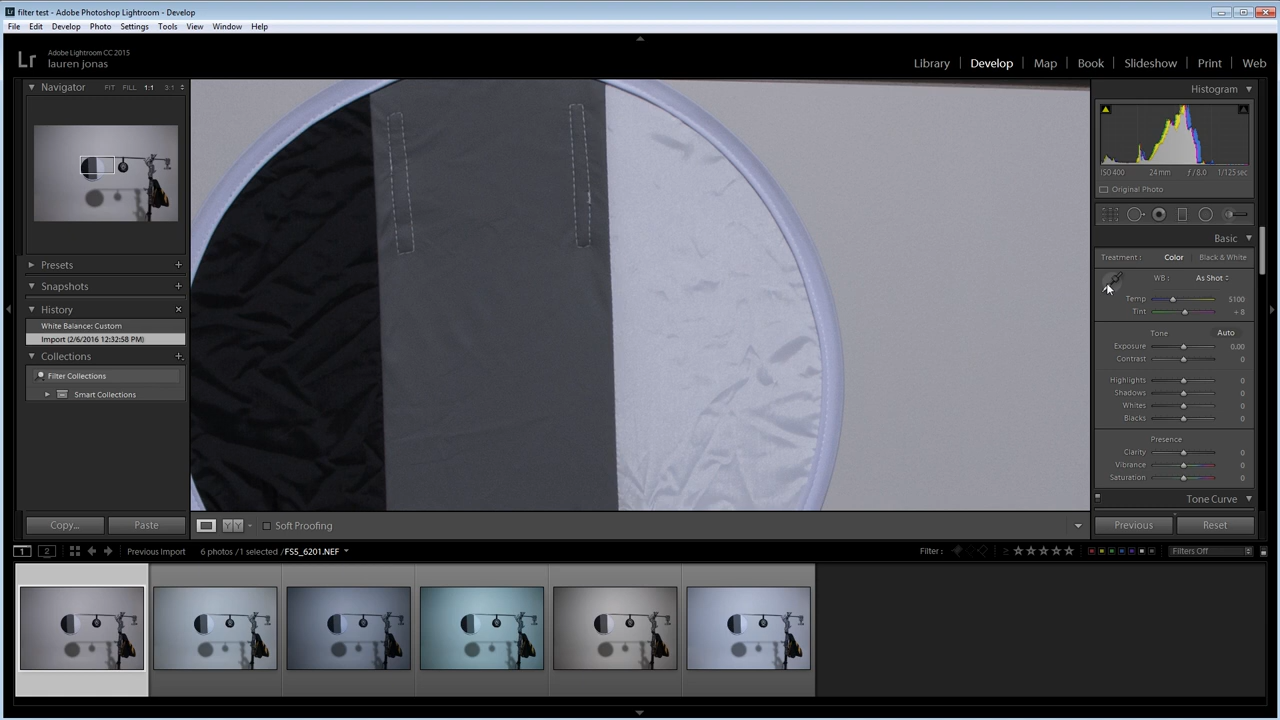 filter test - Adobe Photoshop Lightroom - Develop
File Edit Develop Photo Settings Tools View Window Help
Lr
Adobe Lightroom CC 2015
lauren jonas
Library | Develop | Map | Book | Slideshow | Print | Web
Navigator FIT FILL 1:1 3:1
Presets
Snapshots
History
White Balance: Custom
Import (2/6/2016 12:32:58 PM)
Collections
Filter Collections
Smart Collections
Copy... Paste
Histogram
ISO 400 24 mm ƒ / 8.0 1/125 sec
Original Photo
Basic
Treatment : Color Black & White
WB : As Shot
Temp 5100
Tint + 8
Tone Auto
Exposure 0.00
Contrast 0
Highlights 0
Shadows 0
Whites 0
Blacks 0
Presence
Clarity 0
Vibrance 0
Saturation 0
Tone Curve
Previous Reset
Y Y Soft Proofing
1 2 Previous Import 6 photos / 1 selected / FSS_6201.NEF Filter : Filters Off